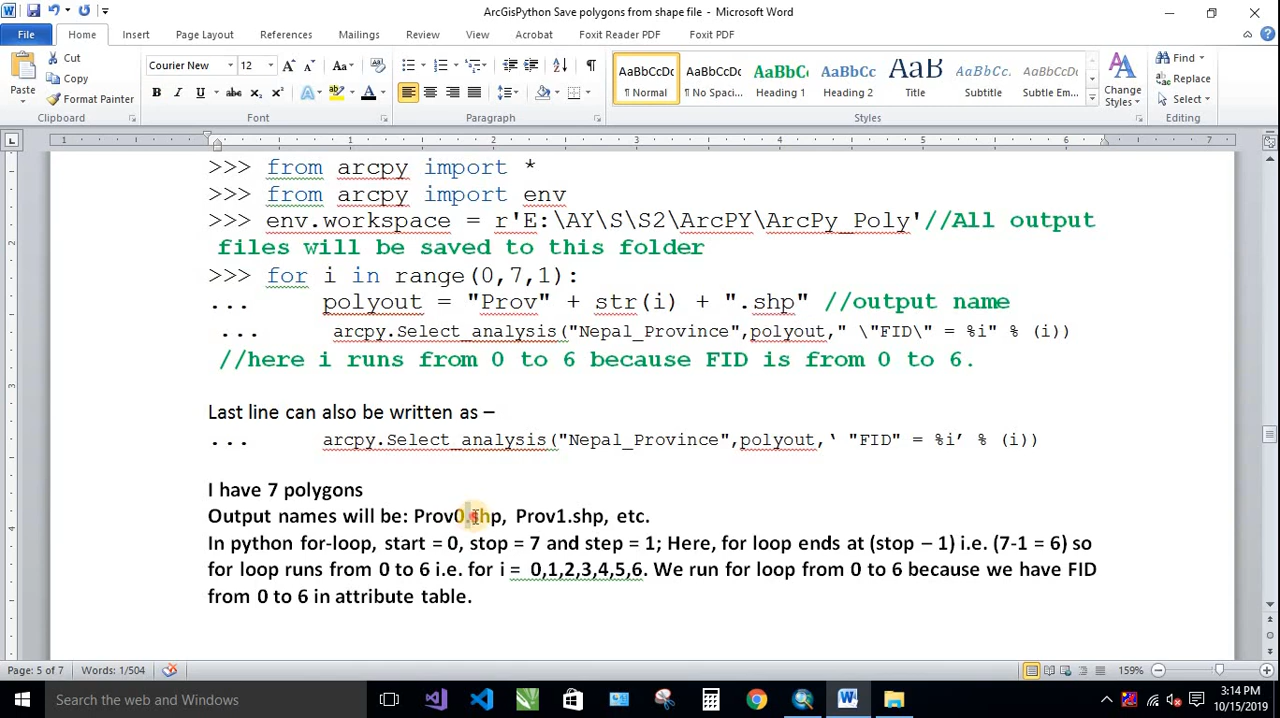 ArcGisPython Save polygons from shape file - Microsoft Word
File Home Insert Page Layout References Mailings Review View Acrobat Foxit Reader PDF Foxit PDF
Paste
Cut
Copy
Format Painter
Clipboard
Courier New 12
Font
Paragraph
AaBbCcDc AaBbCcDc AaBbCc AaBbCc AaB AaBbCcL AaBbCcDc
¶ Normal ¶ No Spaci... Heading 1 Heading 2 Title Subtitle Subtle Em...
Styles
Change Styles
Find
Replace
Select
Editing
>>> from arcpy import *
>>> from arcpy import env
>>> env.workspace = r'E:\AY\S\S2\ArcPY\ArcPy_Poly'//All output
files will be saved to this folder
>>> for i in range(0,7,1):
... polyout = "Prov" + str(i) + ".shp" //output name
... arcpy.Select_analysis("Nepal_Province",polyout," \"FID\" = %i" % (i))
//here i runs from 0 to 6 because FID is from 0 to 6.
Last line can also be written as –
... arcpy.Select_analysis("Nepal_Province",polyout,‘ "FID" = %i’ % (i))
I have 7 polygons
Output names will be: Prov0.shp, Prov1.shp, etc.
In python for-loop, start = 0, stop = 7 and step = 1; Here, for loop ends at (stop – 1) i.e. (7-1 = 6) so
for loop runs from 0 to 6 i.e. for i = 0,1,2,3,4,5,6. We run for loop from 0 to 6 because we have FID
from 0 to 6 in attribute table.
Page: 5 of 7 Words: 1/504 159%
Search the web and Windows
3:14 PM
10/15/2019